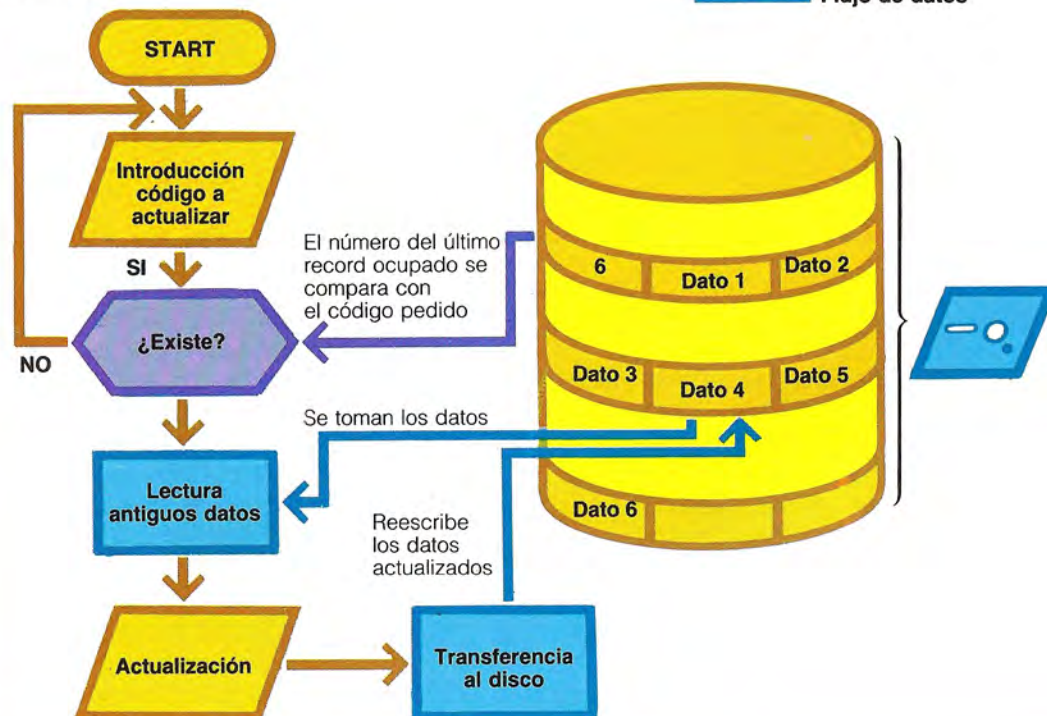 Flujo de datos
START
Introducción
código a
actualizar
SI
¿Existe?
NO
El número del último
record ocupado se
compara con
el código pedido
6
Dato 1
Dato 2
Dato 3
Dato 4
Dato 5
Dato 6
Se toman los datos
Lectura
antiguos datos
Reescribe
los datos
actualizados
Actualización
Transferencia
al disco